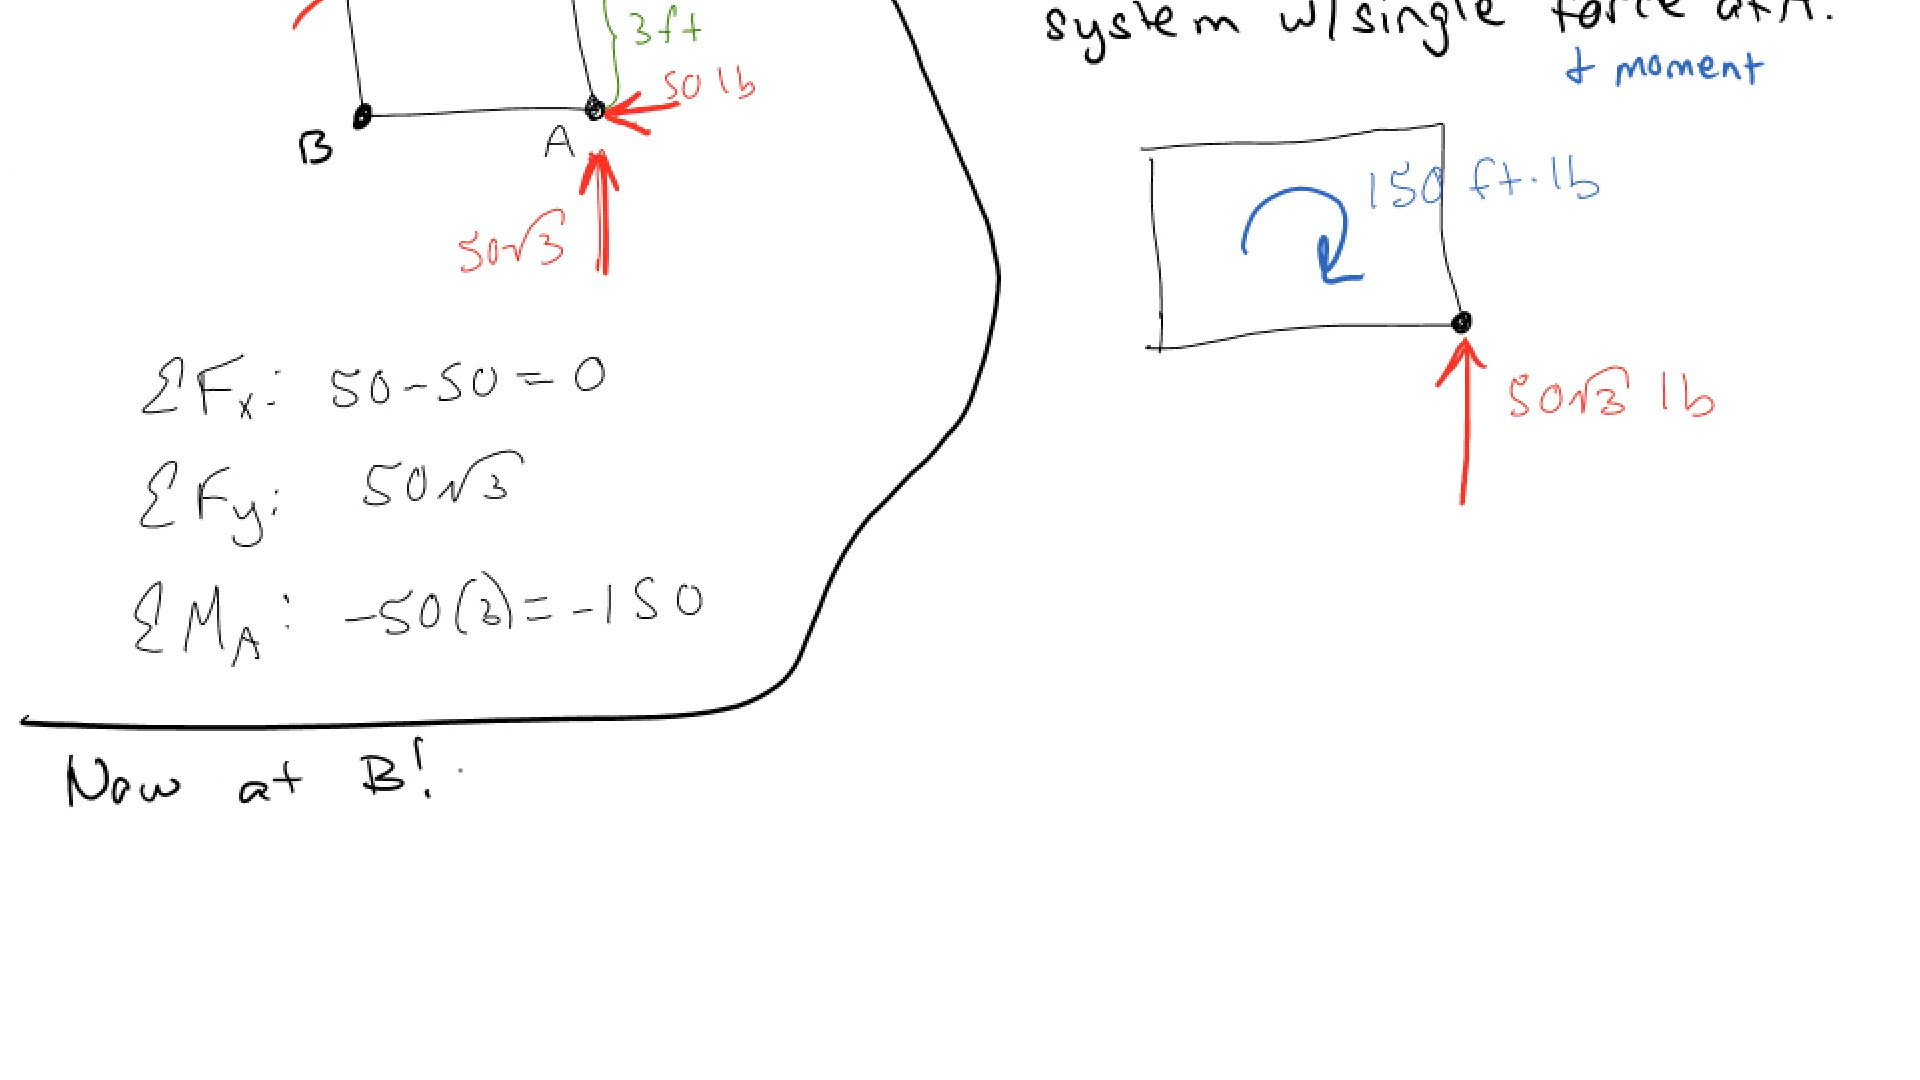 3ft
50 lb
B
A
50√3
ΣFx: 50-50=0
ΣFy: 50√3
ΣMA: -50(3)=-150
Now at B!
system w/single force at A.
+ moment
150 ft·lb
50√3 lb